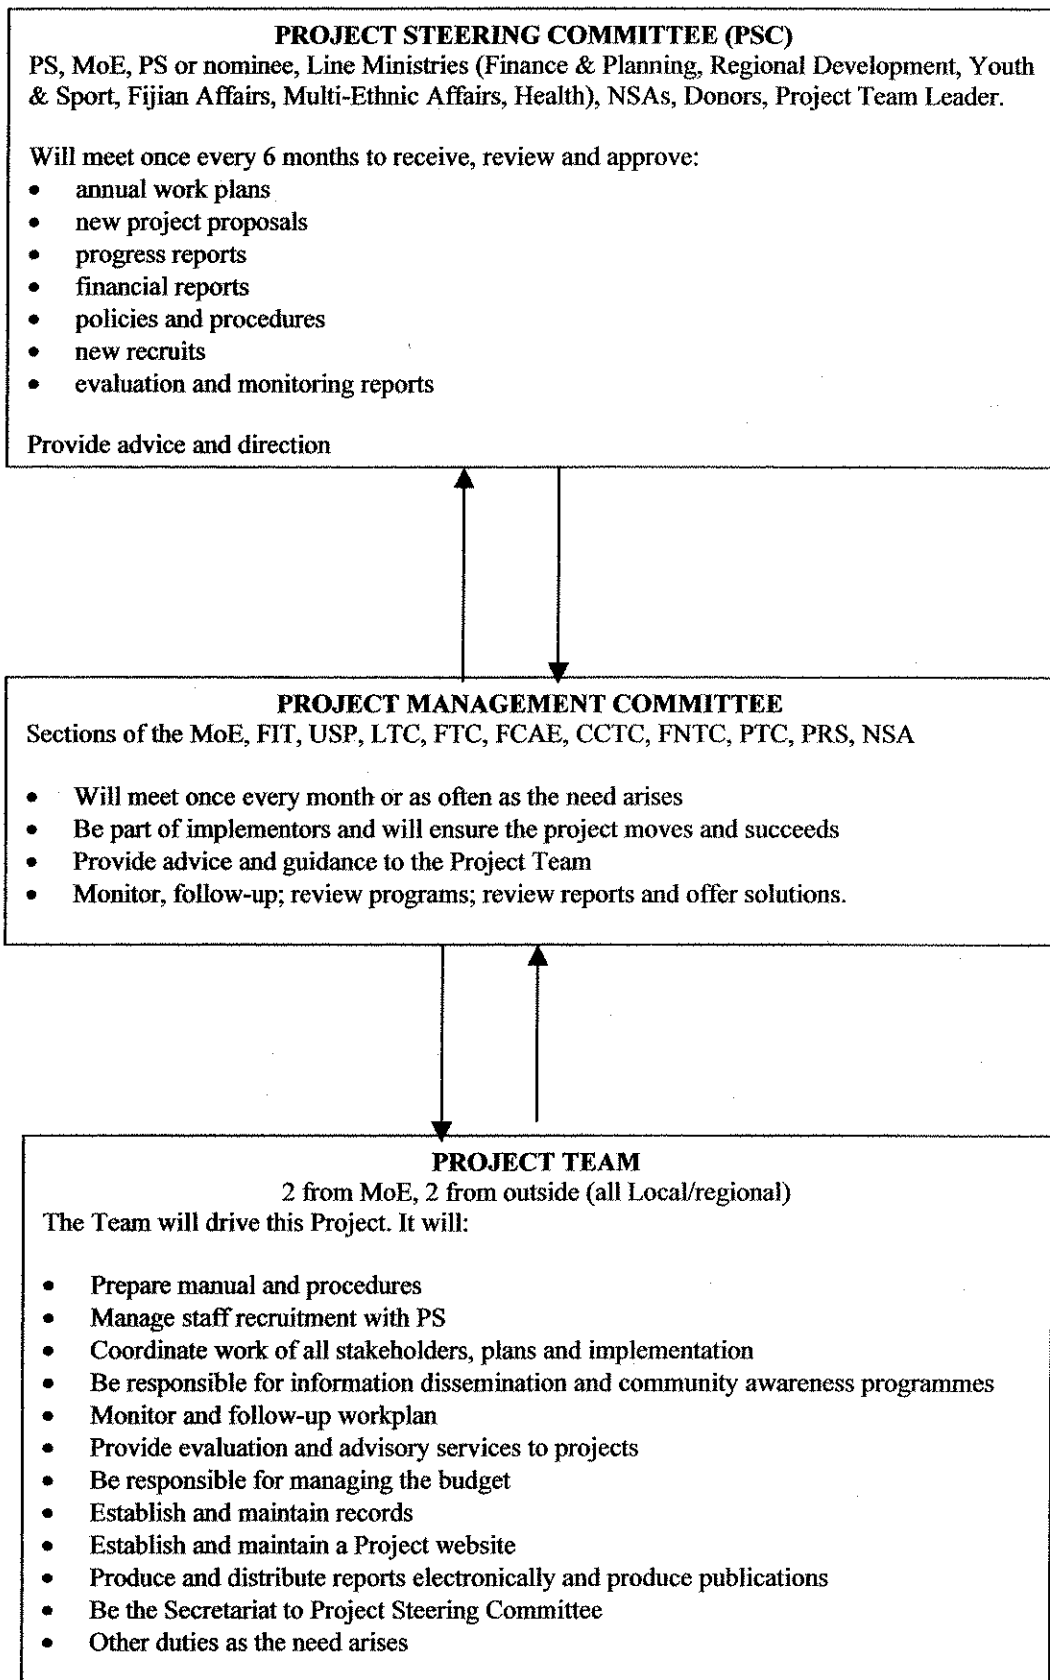 PROJECT STEERING COMMITTEE (PSC)
PS, MoE, PS or nominee, Line Ministries (Finance & Planning, Regional Development, Youth
& Sport, Fijian Affairs, Multi-Ethnic Affairs, Health), NSAs, Donors, Project Team Leader.
Will meet once every 6 months to receive, review and approve:
• annual work plans
• new project proposals
• progress reports
• financial reports
• policies and procedures
• new recruits
• evaluation and monitoring reports
Provide advice and direction
PROJECT MANAGEMENT COMMITTEE
Sections of the MoE, FIT, USP, LTC, FTC, FCAE, CCTC, FNTC, PTC, PRS, NSA
• Will meet once every month or as often as the need arises
• Be part of implementors and will ensure the project moves and succeeds
• Provide advice and guidance to the Project Team
• Monitor, follow-up; review programs; review reports and offer solutions.
PROJECT TEAM
2 from MoE, 2 from outside (all Local/regional)
The Team will drive this Project. It will:
• Prepare manual and procedures
• Manage staff recruitment with PS
• Coordinate work of all stakeholders, plans and implementation
• Be responsible for information dissemination and community awareness programmes
• Monitor and follow-up workplan
• Provide evaluation and advisory services to projects
• Be responsible for managing the budget
• Establish and maintain records
• Establish and maintain a Project website
• Produce and distribute reports electronically and produce publications
• Be the Secretariat to Project Steering Committee
• Other duties as the need arises